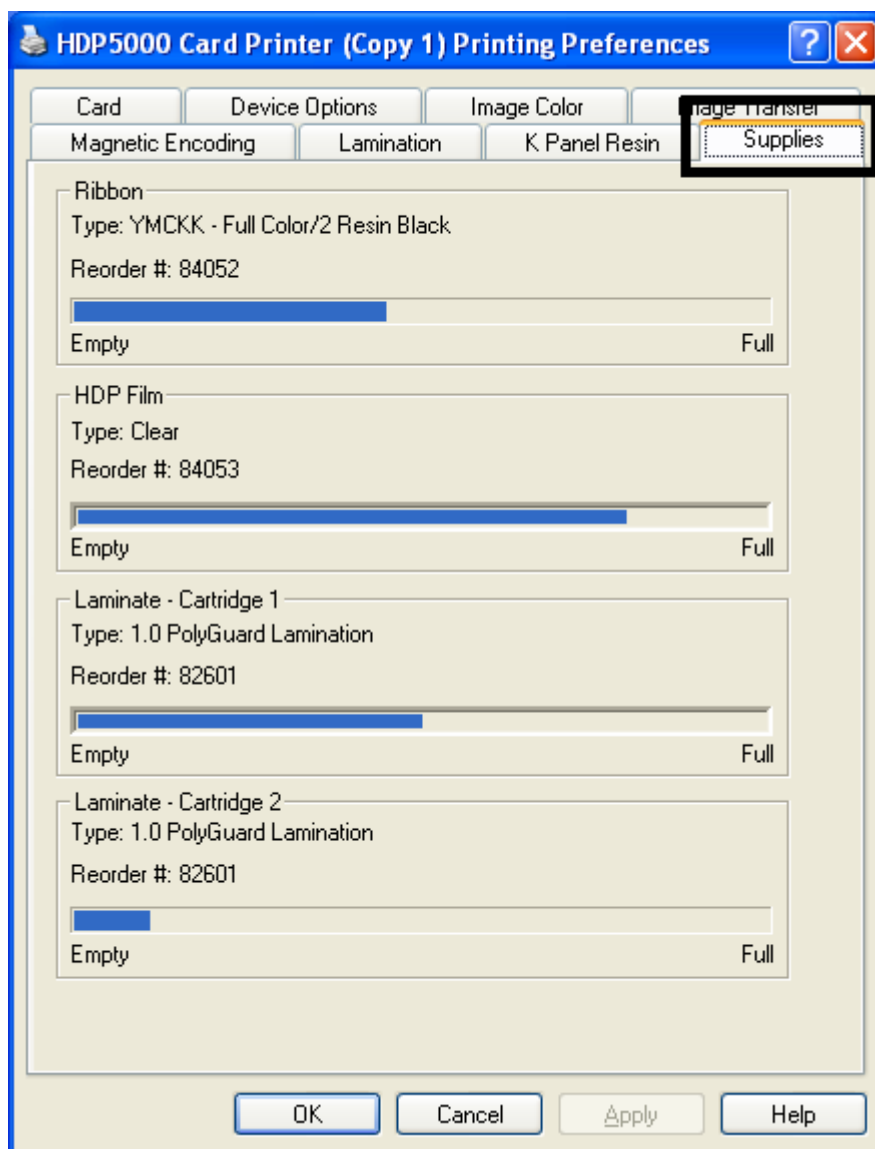 HDP5000 Card Printer (Copy 1) Printing Preferences
Card Device Options Image Color Image Transfer
Magnetic Encoding Lamination K Panel Resin Supplies
Ribbon
Type: YMCKK - Full Color/2 Resin Black
Reorder #: 84052
Empty Full
HDP Film
Type: Clear
Reorder #: 84053
Empty Full
Laminate - Cartridge 1
Type: 1.0 PolyGuard Lamination
Reorder #: 82601
Empty Full
Laminate - Cartridge 2
Type: 1.0 PolyGuard Lamination
Reorder #: 82601
Empty Full
OK Cancel Apply Help